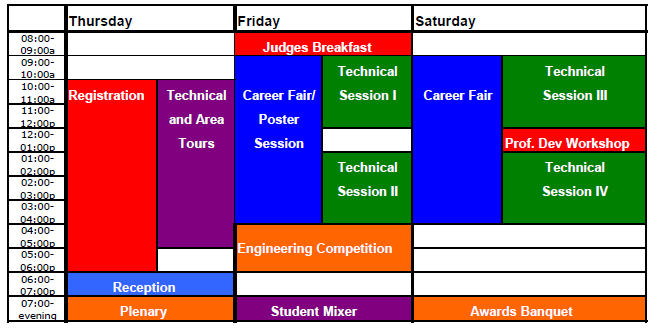 Thursday Friday Saturday
08:00-
09:00a
Judges Breakfast
09:00-
10:00a
Technical
Session I
Career Fair/
Poster
Session
Career Fair
Technical
Session III
10:00-
11:00a
Registration
Technical
and Area
Tours
11:00-
12:00p
12:00-
01:00p
Prof. Dev Workshop
01:00-
02:00p
Technical
Session II
Technical
Session IV
02:00-
03:00p
03:00-
04:00p
04:00-
05:00p
Engineering Competition
05:00-
06:00p
06:00-
07:00p
Reception
07:00-
evening
Plenary
Student Mixer
Awards Banquet